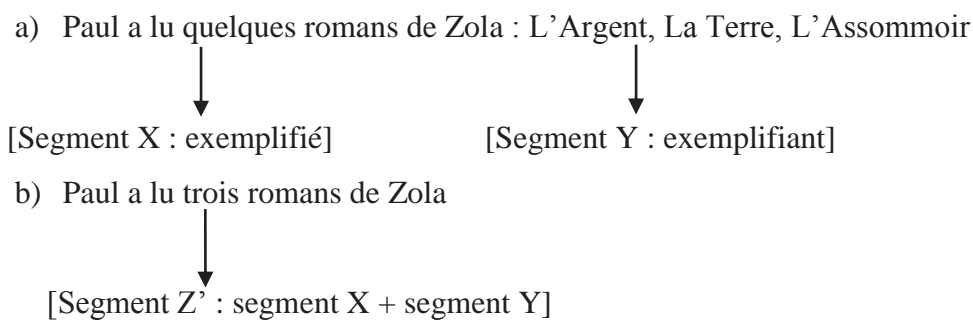 a) Paul a lu quelques romans de Zola : L’Argent, La Terre, L’Assommoir
[Segment X : exemplifié] [Segment Y : exemplifiant]
b) Paul a lu trois romans de Zola
[Segment Z’ : segment X + segment Y]